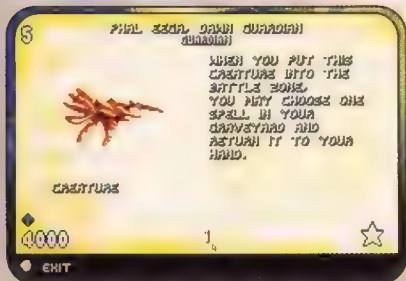 5
PHAL EEGA, DAWN GUARDIAN
GUARDIAN
WHEN YOU PUT THIS
CREATURE INTO THE
BATTLE ZONE,
YOU MAY CHOOSE ONE
SPELL IN YOUR
GRAVEYARD AND
RETURN IT TO YOUR
HAND.
CREATURE
4000
1
EXIT